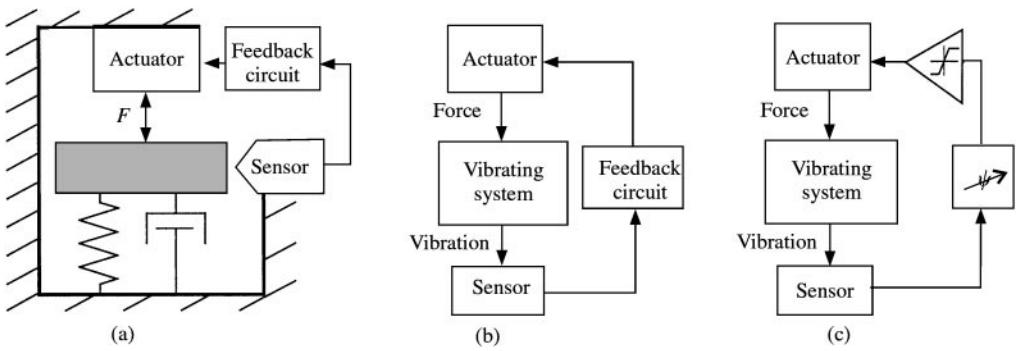 Actuator
Feedback
circuit
F
Sensor
(a)
Actuator
Force
Vibrating
system
Feedback
circuit
Vibration
Sensor
(b)
Actuator
Force
Vibrating
system
ψ
Vibration
Sensor
(c)